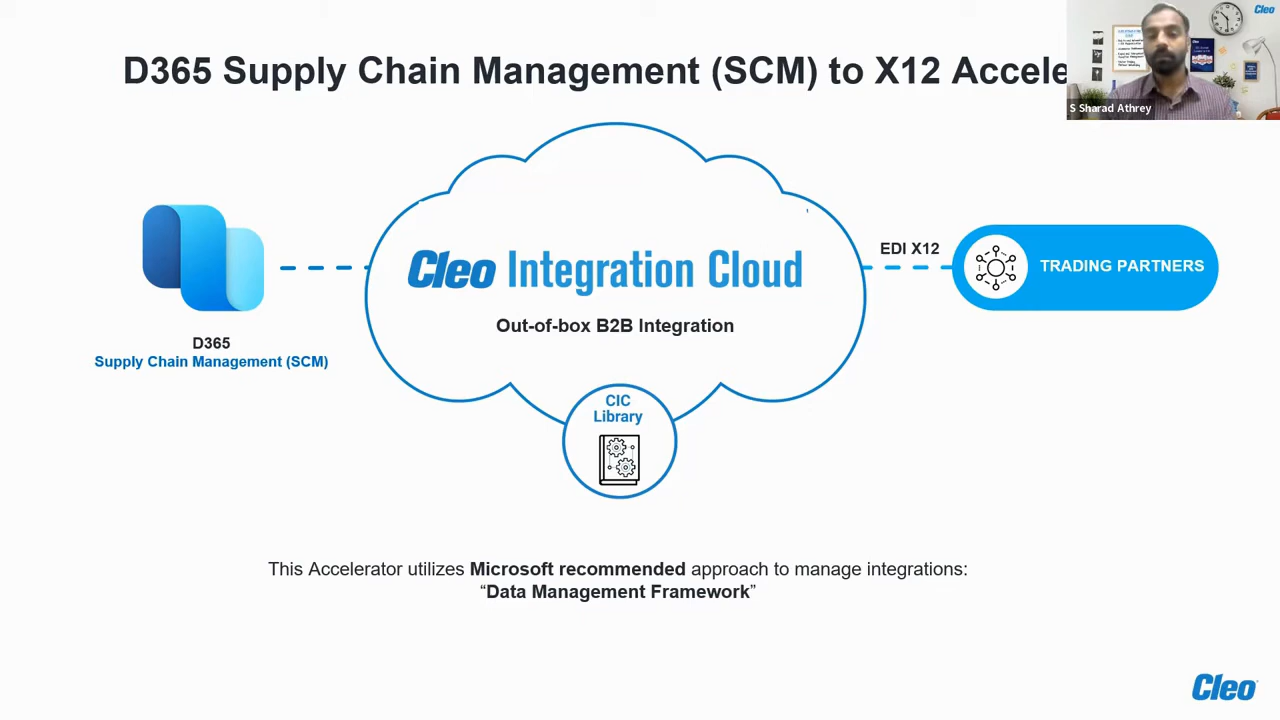 D365 Supply Chain Management (SCM) to X12 Accele
Cleo
S Sharad Athrey
Cleo Integration Cloud
Out-of-box B2B Integration
EDI X12
TRADING PARTNERS
D365
Supply Chain Management (SCM)
CIC
Library
This Accelerator utilizes Microsoft recommended approach to manage integrations:
“Data Management Framework”
Cleo